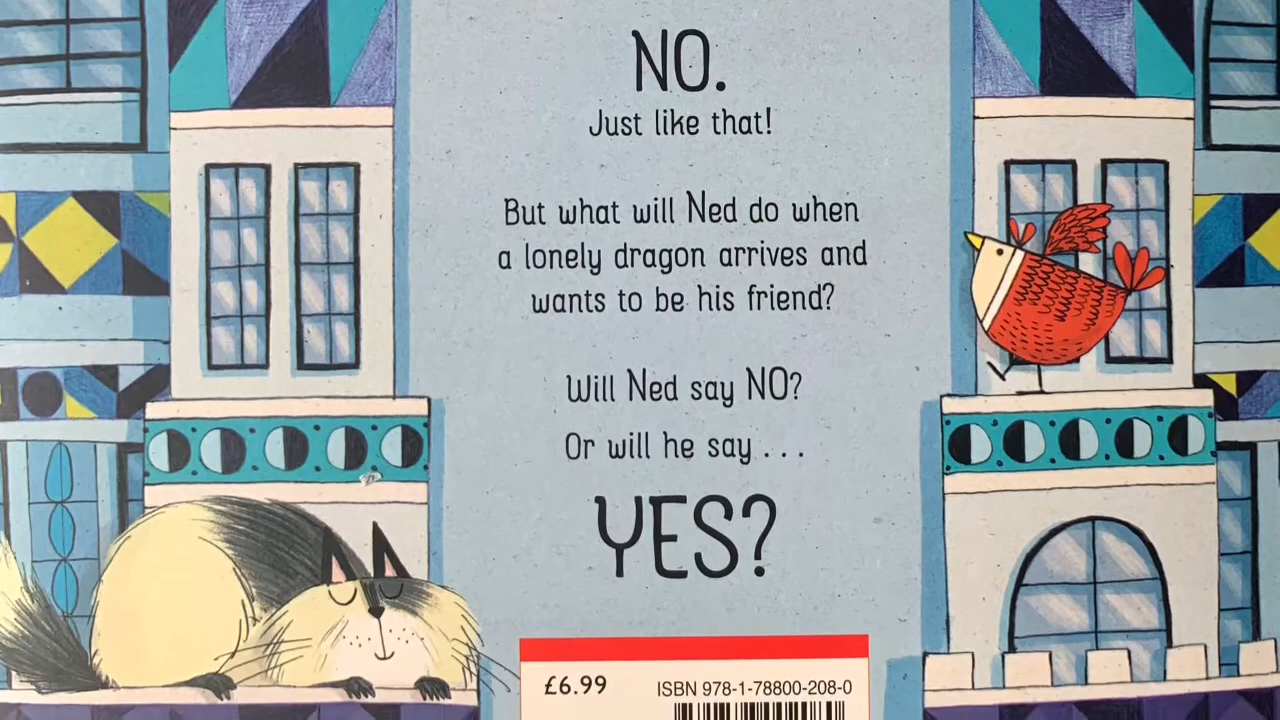 NO.
Just like that!
But what will Ned do when
a lonely dragon arrives and
wants to be his friend?
Will Ned say NO?
Or will he say . . .
YES?
£6.99
ISBN 978-1-78800-208-0